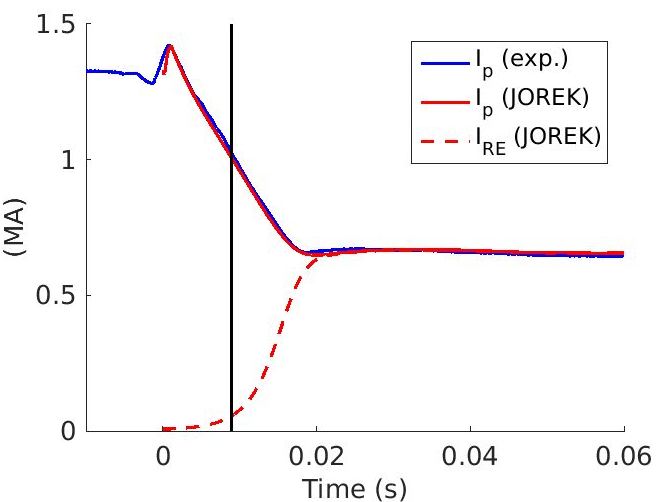 1.5
1
0.5
0
(MA)
0
0.02
0.04
0.06
Time (s)
I_p (exp.)
I_p (JOREK)
I_RE (JOREK)